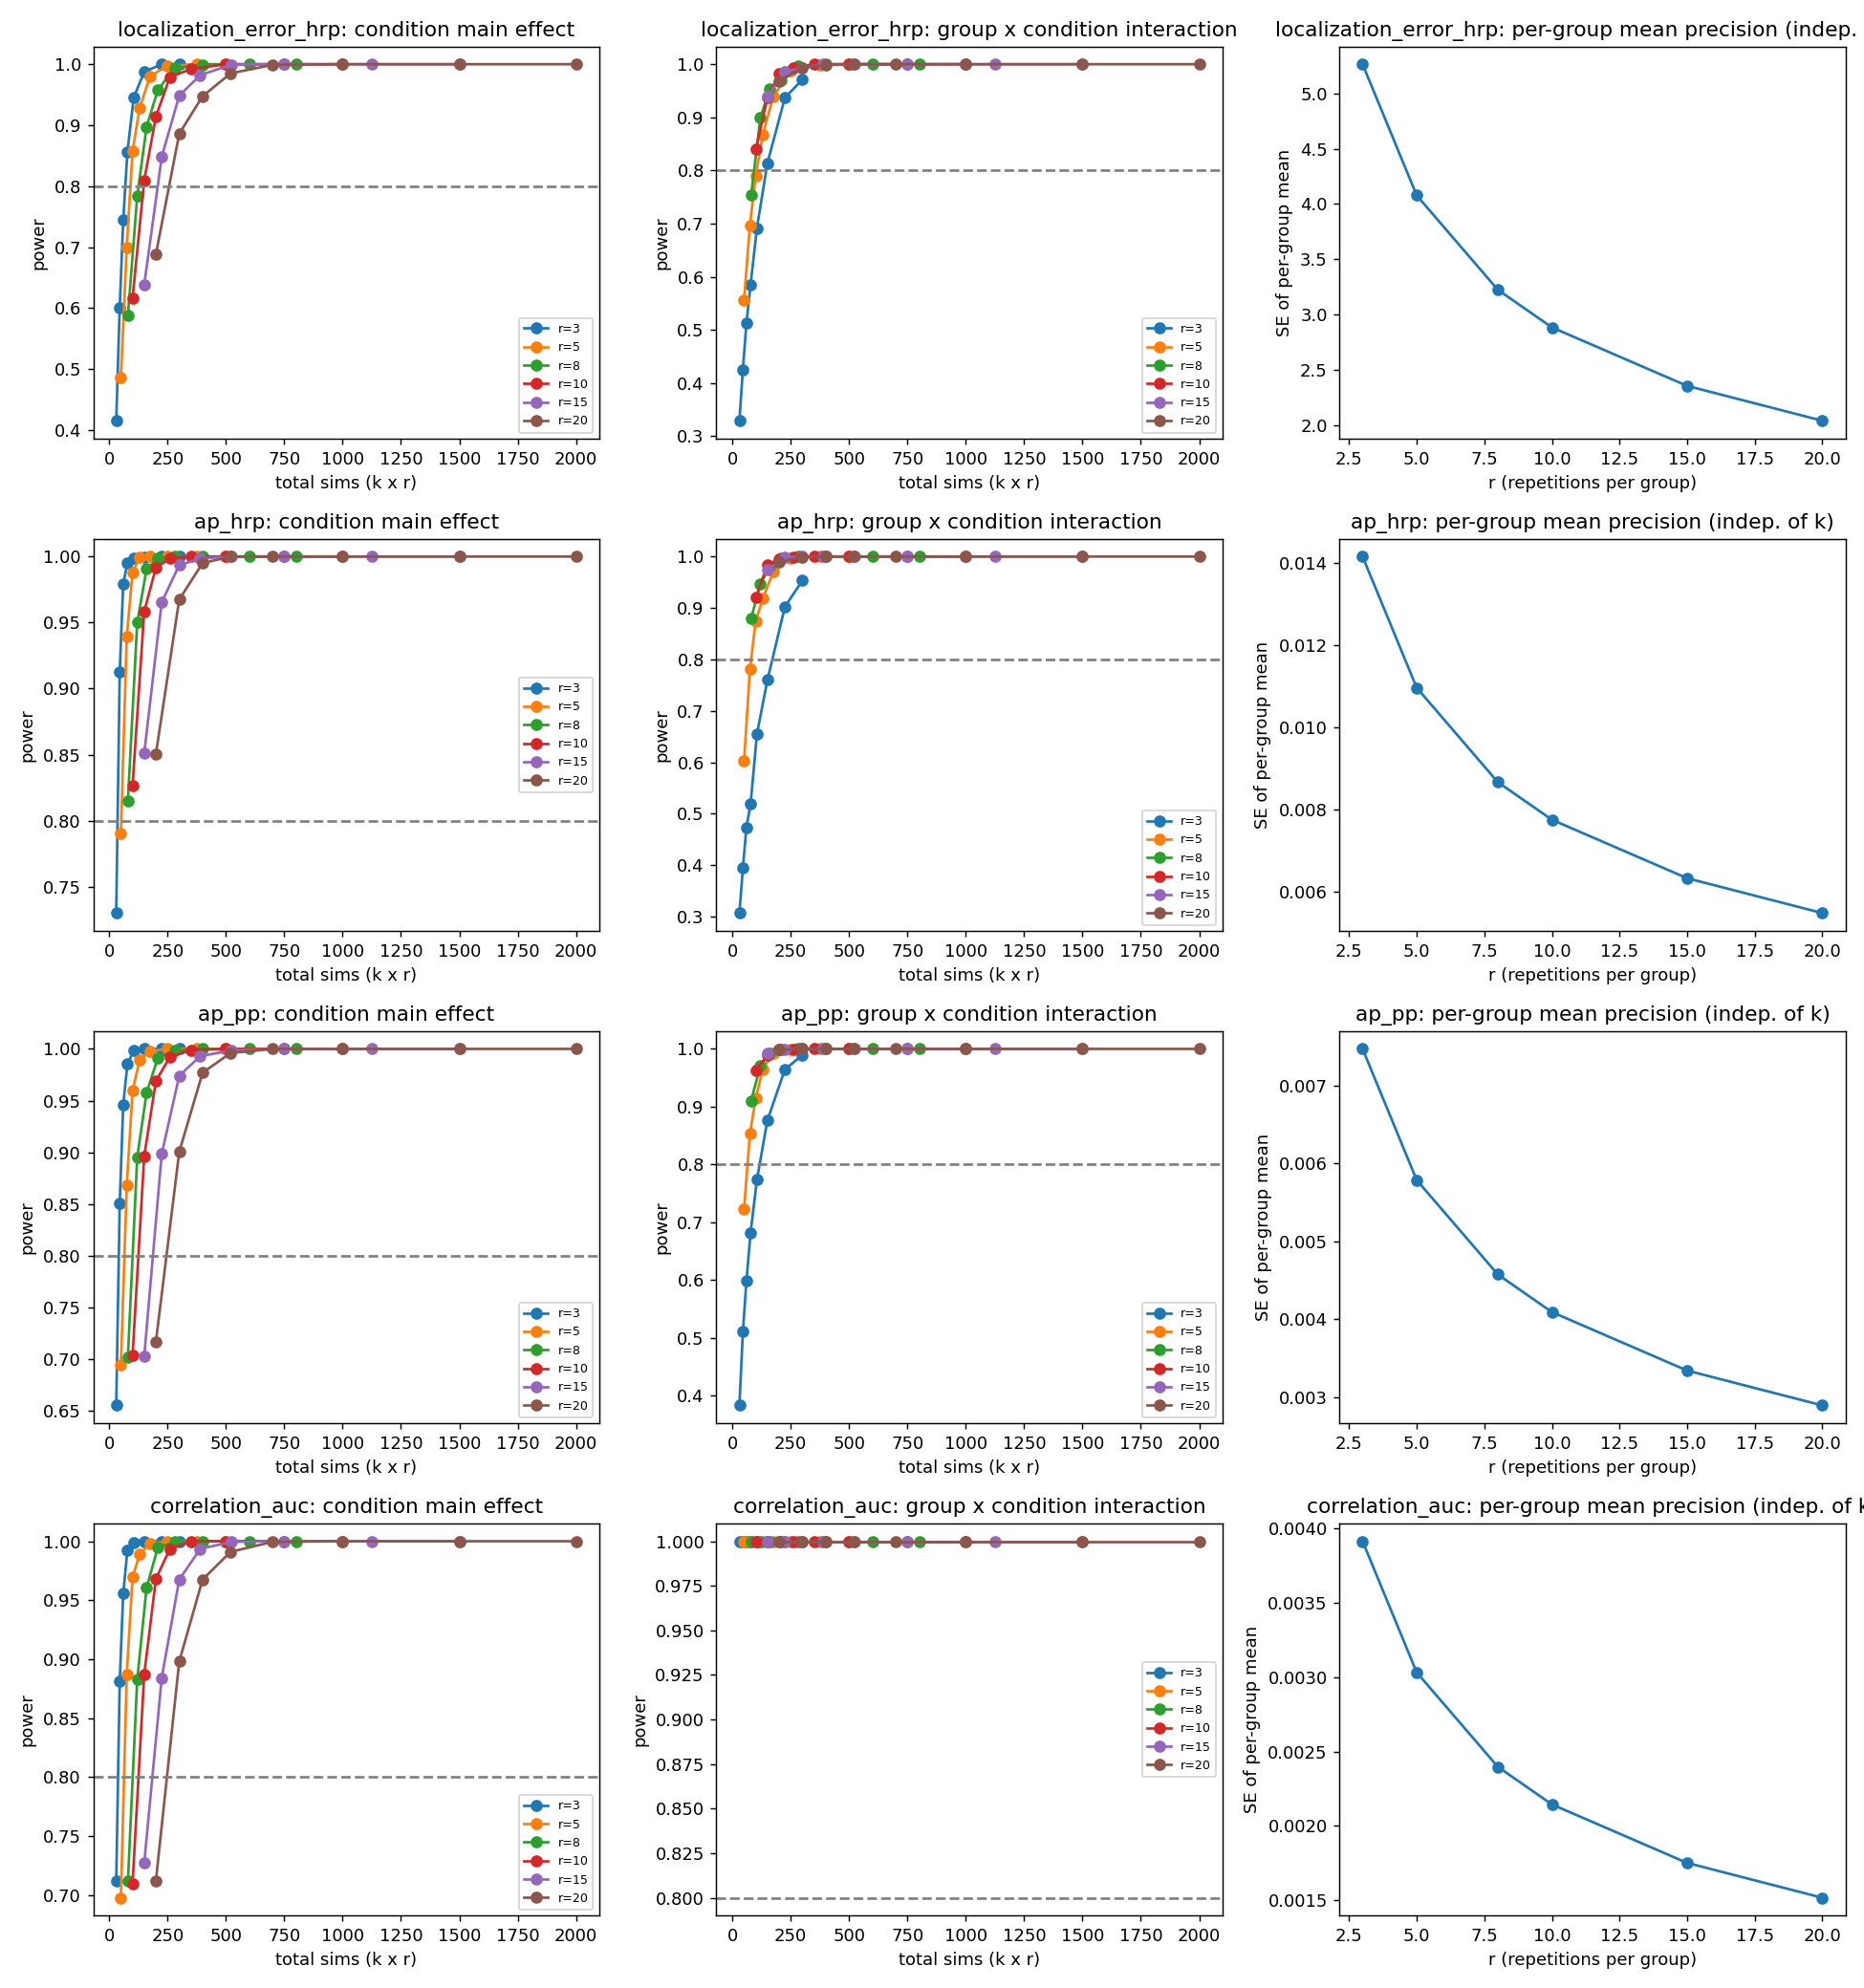 localization_error_hrp: condition main effect
1.0
0.9
0.8
0.7
0.6
0.5
0.4
power
r=3
r=5
r=8
r=10
r=15
r=20
0 250 500 750 1000 1250 1500 1750 2000
total sims (k x r)
localization_error_hrp: group x condition interaction
1.0
0.9
0.8
0.7
0.6
0.5
0.4
0.3
power
r=3
r=5
r=8
r=10
r=15
r=20
0 250 500 750 1000 1250 1500 1750 2000
total sims (k x r)
localization_error_hrp: per-group mean precision (indep.
5.0
4.5
4.0
3.5
3.0
2.5
2.0
SE of per-group mean
2.5 5.0 7.5 10.0 12.5 15.0 17.5 20.0
r (repetitions per group)
ap_hrp: condition main effect
1.00
0.95
0.90
0.85
0.80
0.75
power
r=3
r=5
r=8
r=10
r=15
r=20
0 250 500 750 1000 1250 1500 1750 2000
total sims (k x r)
ap_hrp: group x condition interaction
1.0
0.9
0.8
0.7
0.6
0.5
0.4
0.3
power
r=3
r=5
r=8
r=10
r=15
r=20
0 250 500 750 1000 1250 1500 1750 2000
total sims (k x r)
ap_hrp: per-group mean precision (indep. of k)
0.014
0.012
0.010
0.008
0.006
SE of per-group mean
2.5 5.0 7.5 10.0 12.5 15.0 17.5 20.0
r (repetitions per group)
ap_pp: condition main effect
1.00
0.95
0.90
0.85
0.80
0.75
0.70
0.65
power
r=3
r=5
r=8
r=10
r=15
r=20
0 250 500 750 1000 1250 1500 1750 2000
total sims (k x r)
ap_pp: group x condition interaction
1.0
0.9
0.8
0.7
0.6
0.5
0.4
power
r=3
r=5
r=8
r=10
r=15
r=20
0 250 500 750 1000 1250 1500 1750 2000
total sims (k x r)
ap_pp: per-group mean precision (indep. of k)
0.007
0.006
0.005
0.004
0.003
SE of per-group mean
2.5 5.0 7.5 10.0 12.5 15.0 17.5 20.0
r (repetitions per group)
correlation_auc: condition main effect
1.00
0.95
0.90
0.85
0.80
0.75
0.70
power
r=3
r=5
r=8
r=10
r=15
r=20
0 250 500 750 1000 1250 1500 1750 2000
total sims (k x r)
correlation_auc: group x condition interaction
1.000
0.975
0.950
0.925
0.900
0.875
0.850
0.825
0.800
power
r=3
r=5
r=8
r=10
r=15
r=20
0 250 500 750 1000 1250 1500 1750 2000
total sims (k x r)
correlation_auc: per-group mean precision (indep. of k
0.0040
0.0035
0.0030
0.0025
0.0020
0.0015
SE of per-group mean
2.5 5.0 7.5 10.0 12.5 15.0 17.5 20.0
r (repetitions per group)